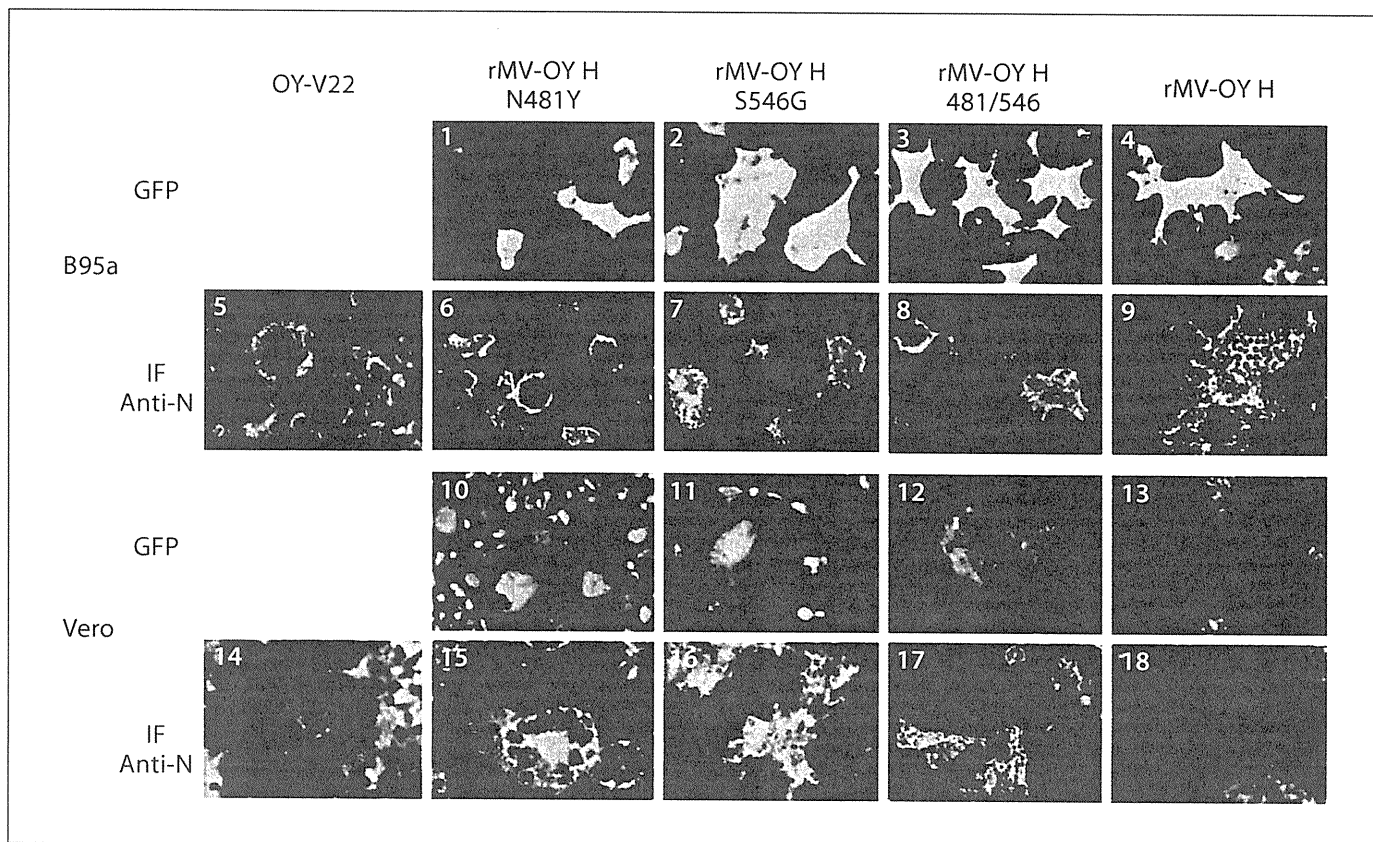 OY-V22
rMV-OY H
N481Y
rMV-OY H
S546G
rMV-OY H
481/546
rMV-OY H
B95a
GFP
1
2
3
4
IF
Anti-N
5
6
7
8
9
Vero
GFP
10
11
12
13
IF
Anti-N
14
15
16
17
18